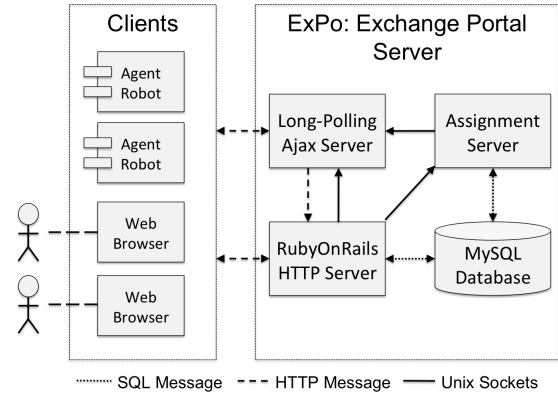 Clients
Agent
Robot
Agent
Robot
Web
Browser
Web
Browser
ExPo: Exchange Portal
Server
Long-Polling
Ajax Server
Assignment
Server
RubyOnRails
HTTP Server
MySQL
Database
SQL Message
HTTP Message
Unix Sockets